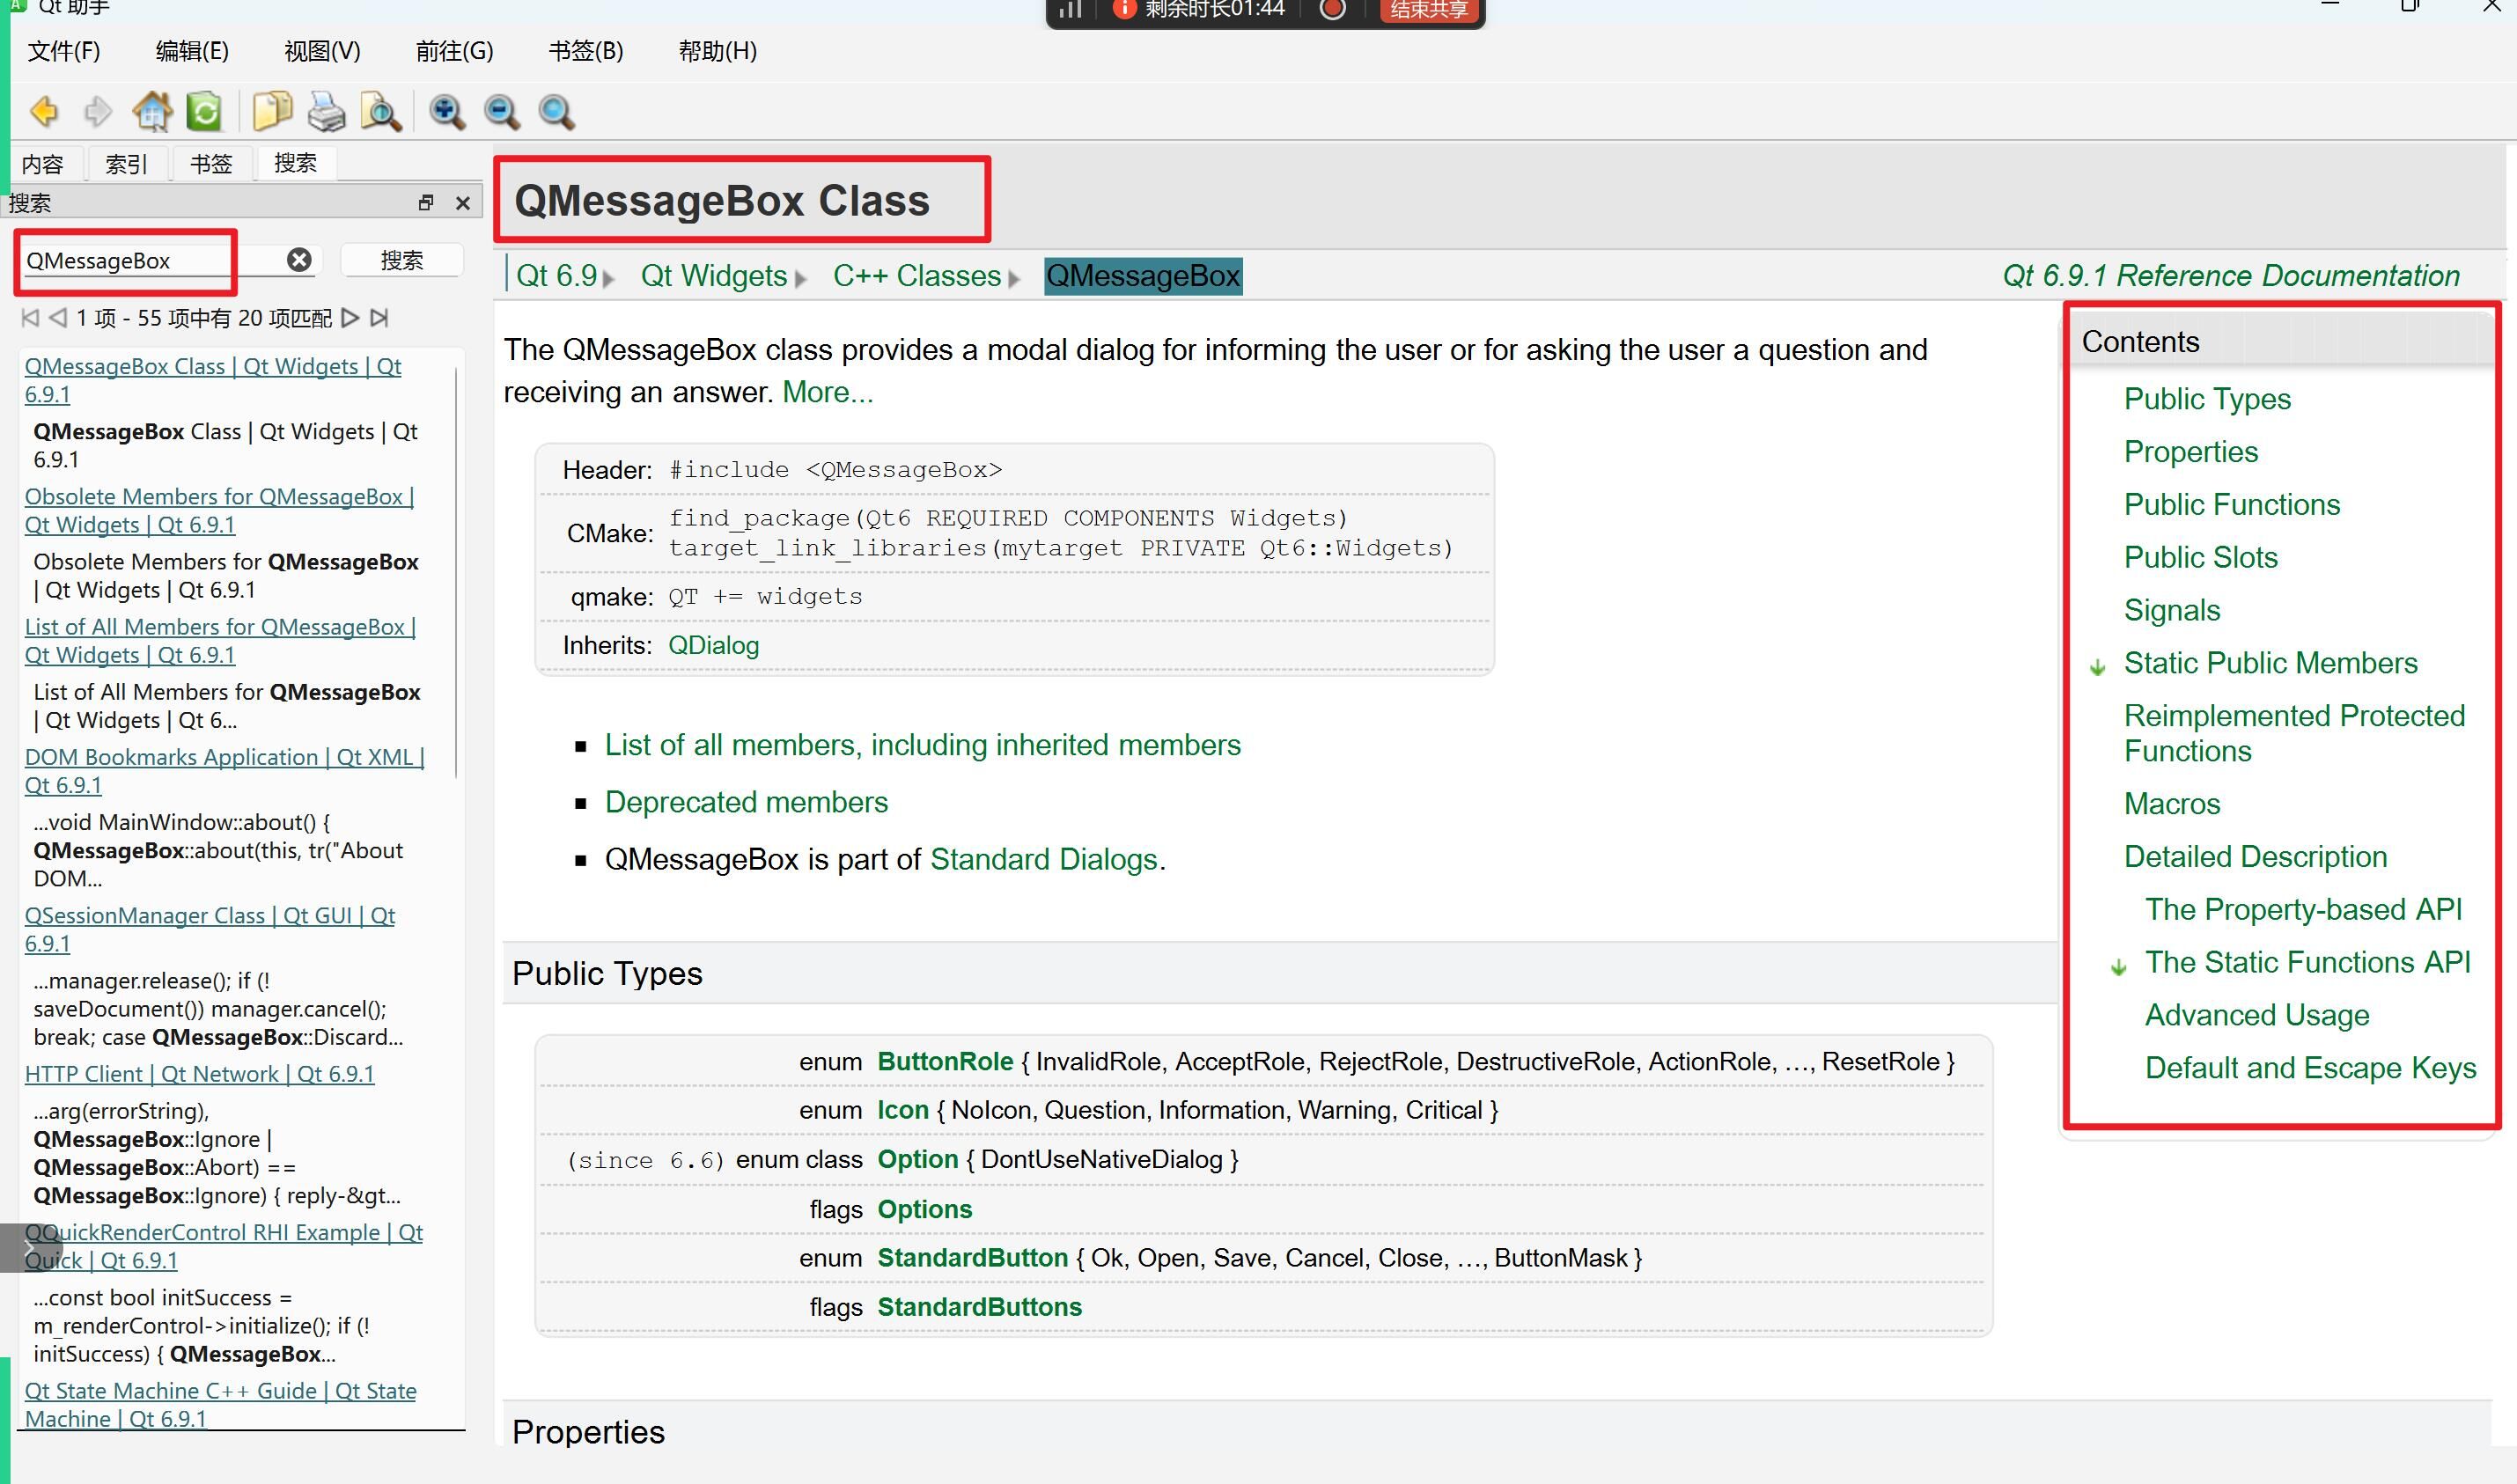 Qt 助手
剩余时长01:44
结束共享
文件(F) 编辑(E) 视图(V) 前往(G) 书签(B) 帮助(H)
内容 索引 书签 搜索
搜索
QMessageBox
搜索
1 项 - 55 项中有 20 项匹配
QMessageBox Class | Qt Widgets | Qt
6.9.1
QMessageBox Class | Qt Widgets | Qt
6.9.1
Obsolete Members for QMessageBox |
Qt Widgets | Qt 6.9.1
Obsolete Members for QMessageBox
| Qt Widgets | Qt 6.9.1
List of All Members for QMessageBox |
Qt Widgets | Qt 6.9.1
List of All Members for QMessageBox
| Qt Widgets | Qt 6...
DOM Bookmarks Application | Qt XML |
Qt 6.9.1
...void MainWindow::about() {
QMessageBox::about(this, tr("About
DOM...
QSessionManager Class | Qt GUI | Qt
6.9.1
...manager.release(); if (!
saveDocument()) manager.cancel();
break; case QMessageBox::Discard...
HTTP Client | Qt Network | Qt 6.9.1
...arg(errorString),
QMessageBox::Ignore |
QMessageBox::Abort) ==
QMessageBox::Ignore) { reply-&gt...
QQuickRenderControl RHI Example | Qt
Quick | Qt 6.9.1
...const bool initSuccess =
m_renderControl->initialize(); if (!
initSuccess) { QMessageBox...
Qt State Machine C++ Guide | Qt State
Machine | Qt 6.9.1
QMessageBox Class
Qt 6.9 Qt Widgets C++ Classes QMessageBox
Qt 6.9.1 Reference Documentation
The QMessageBox class provides a modal dialog for informing the user or for asking the user a question and
receiving an answer. More...
Header: #include <QMessageBox>
CMake: find_package(Qt6 REQUIRED COMPONENTS Widgets)
target_link_libraries(mytarget PRIVATE Qt6::Widgets)
qmake: QT += widgets
Inherits: QDialog
▪ List of all members, including inherited members
▪ Deprecated members
▪ QMessageBox is part of Standard Dialogs.
Public Types
enum ButtonRole { InvalidRole, AcceptRole, RejectRole, DestructiveRole, ActionRole, …, ResetRole }
enum Icon { NoIcon, Question, Information, Warning, Critical }
(since 6.6) enum class Option { DontUseNativeDialog }
flags Options
enum StandardButton { Ok, Open, Save, Cancel, Close, …, ButtonMask }
flags StandardButtons
Properties
Contents
Public Types
Properties
Public Functions
Public Slots
Signals
Static Public Members
Reimplemented Protected
Functions
Macros
Detailed Description
The Property-based API
The Static Functions API
Advanced Usage
Default and Escape Keys